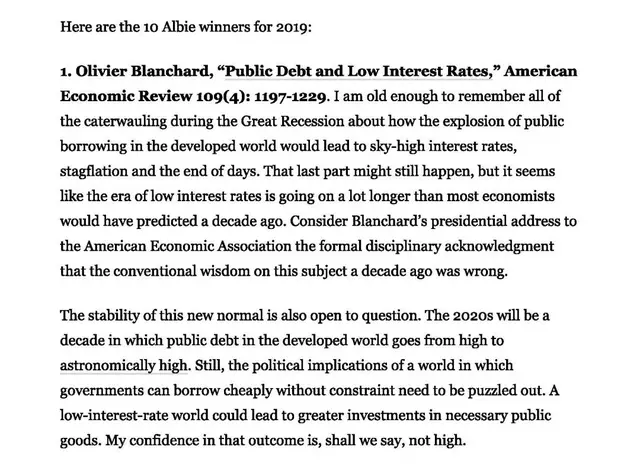 Here are the 10 Albie winners for 2019:
1. Olivier Blanchard, “Public Debt and Low Interest Rates,” American
Economic Review 109(4): 1197-1229. I am old enough to remember all of
the caterwauling during the Great Recession about how the explosion of public
borrowing in the developed world would lead to sky-high interest rates,
stagflation and the end of days. That last part might still happen, but it seems
like the era of low interest rates is going on a lot longer than most economists
would have predicted a decade ago. Consider Blanchard’s presidential address to
the American Economic Association the formal disciplinary acknowledgment
that the conventional wisdom on this subject a decade ago was wrong.
The stability of this new normal is also open to question. The 2020s will be a
decade in which public debt in the developed world goes from high to
astronomically high. Still, the political implications of a world in which
governments can borrow cheaply without constraint need to be puzzled out. A
low-interest-rate world could lead to greater investments in necessary public
goods. My confidence in that outcome is, shall we say, not high.